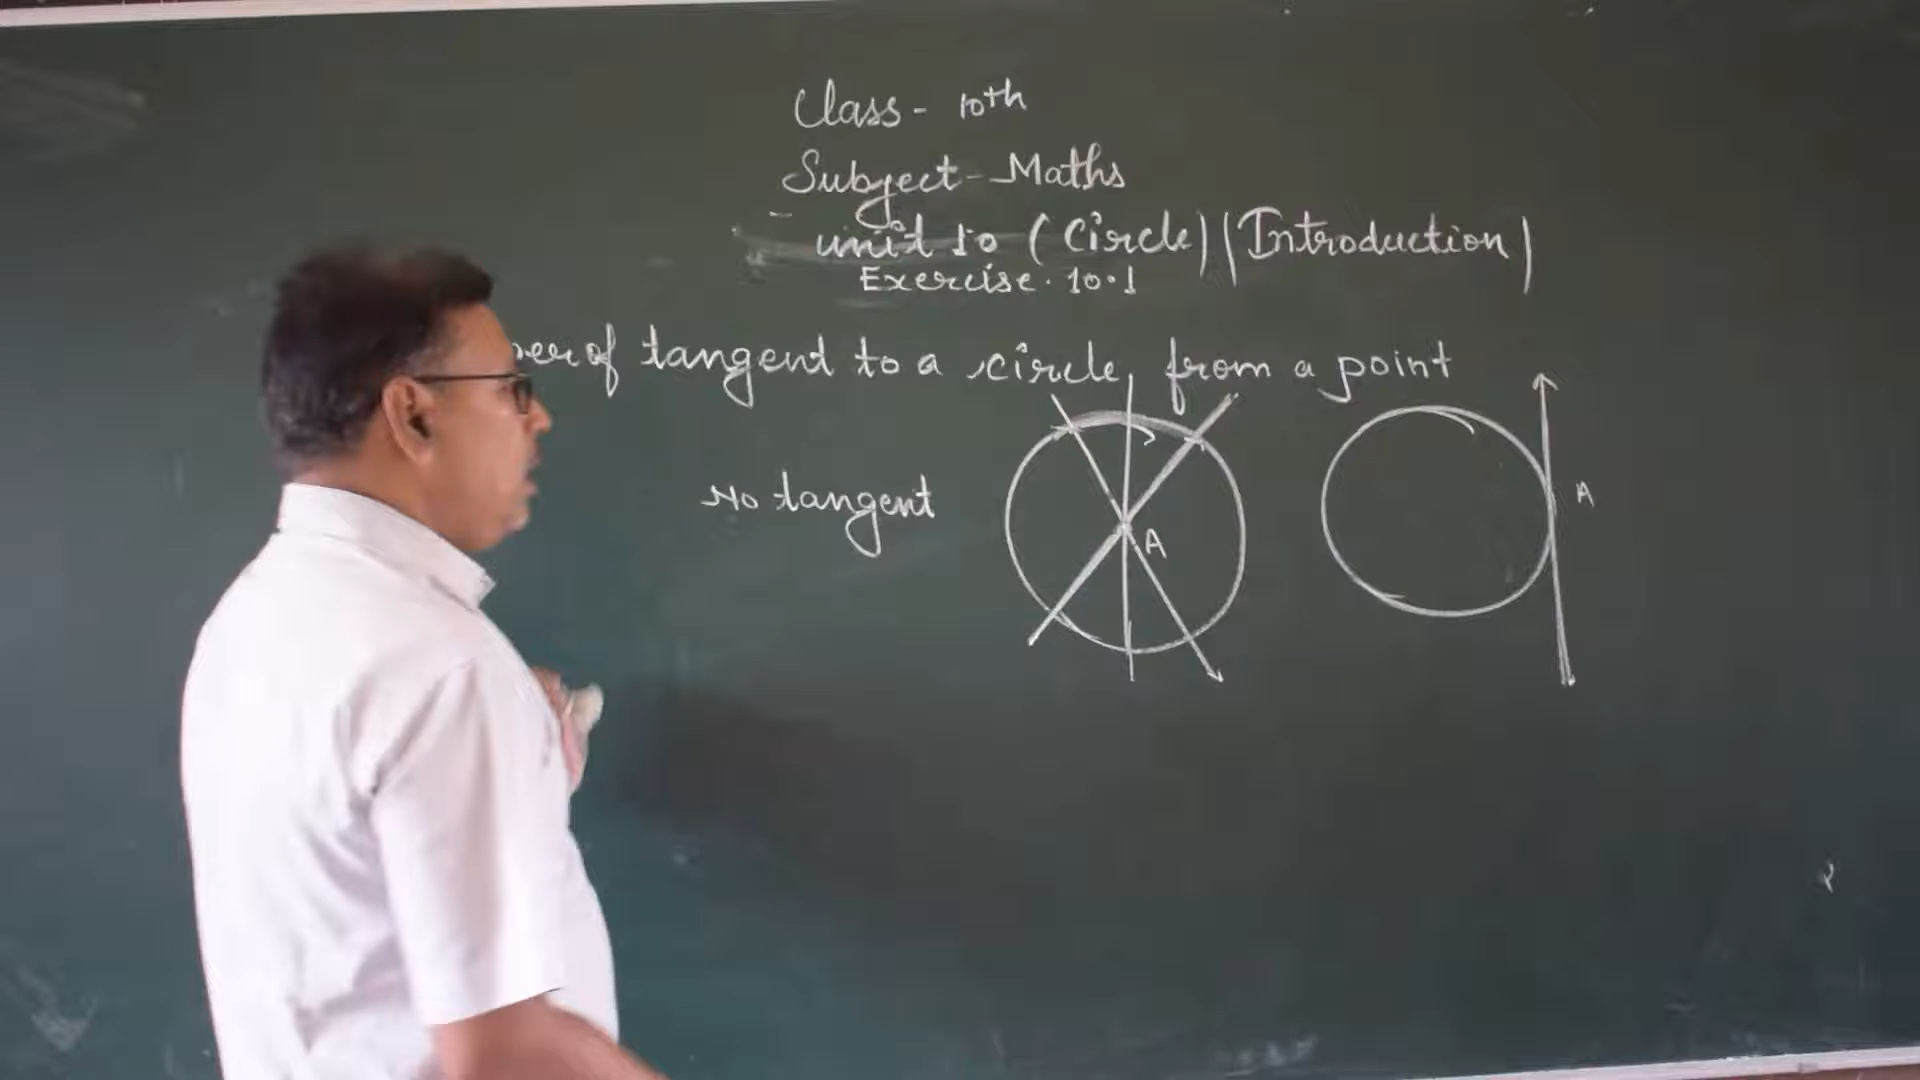 Class - 10th
Subject - Maths
unit 10 (Circle) (Introduction)
Exercise. 10.1
of tangent to a circle from a point
No tangent
A
A